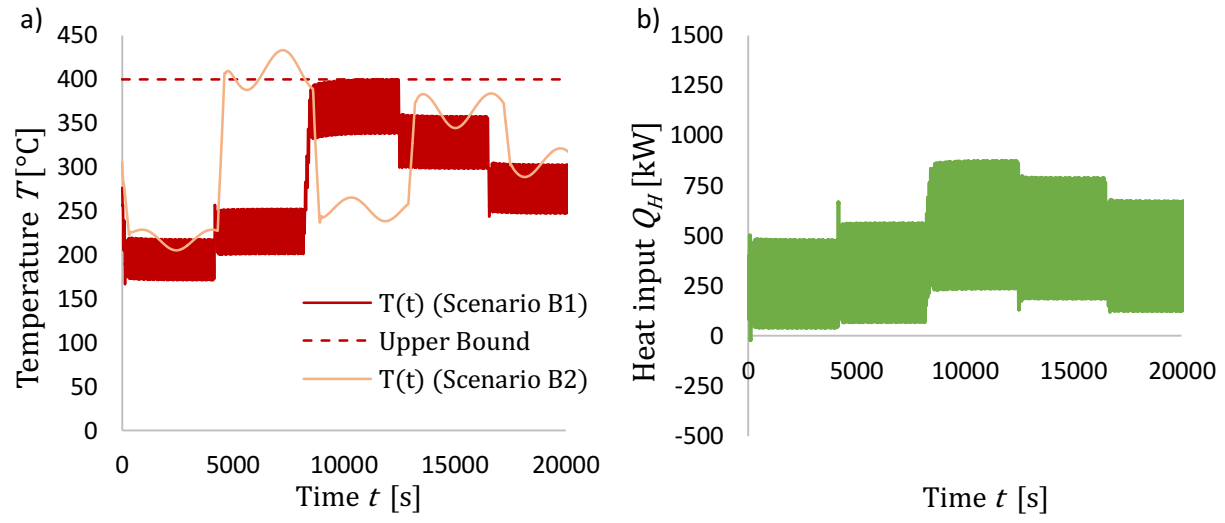 a)
Temperature T [°C]
450
400
350
300
250
200
150
100
50
0
T(t) (Scenario B1)
Upper Bound
T(t) (Scenario B2)
0 5000 10000 15000 20000
Time t [s]
b)
Heat input Q_H [kW]
1500
1250
1000
750
500
250
0
-250
-500
0 5000 10000 15000 20000
Time t [s]